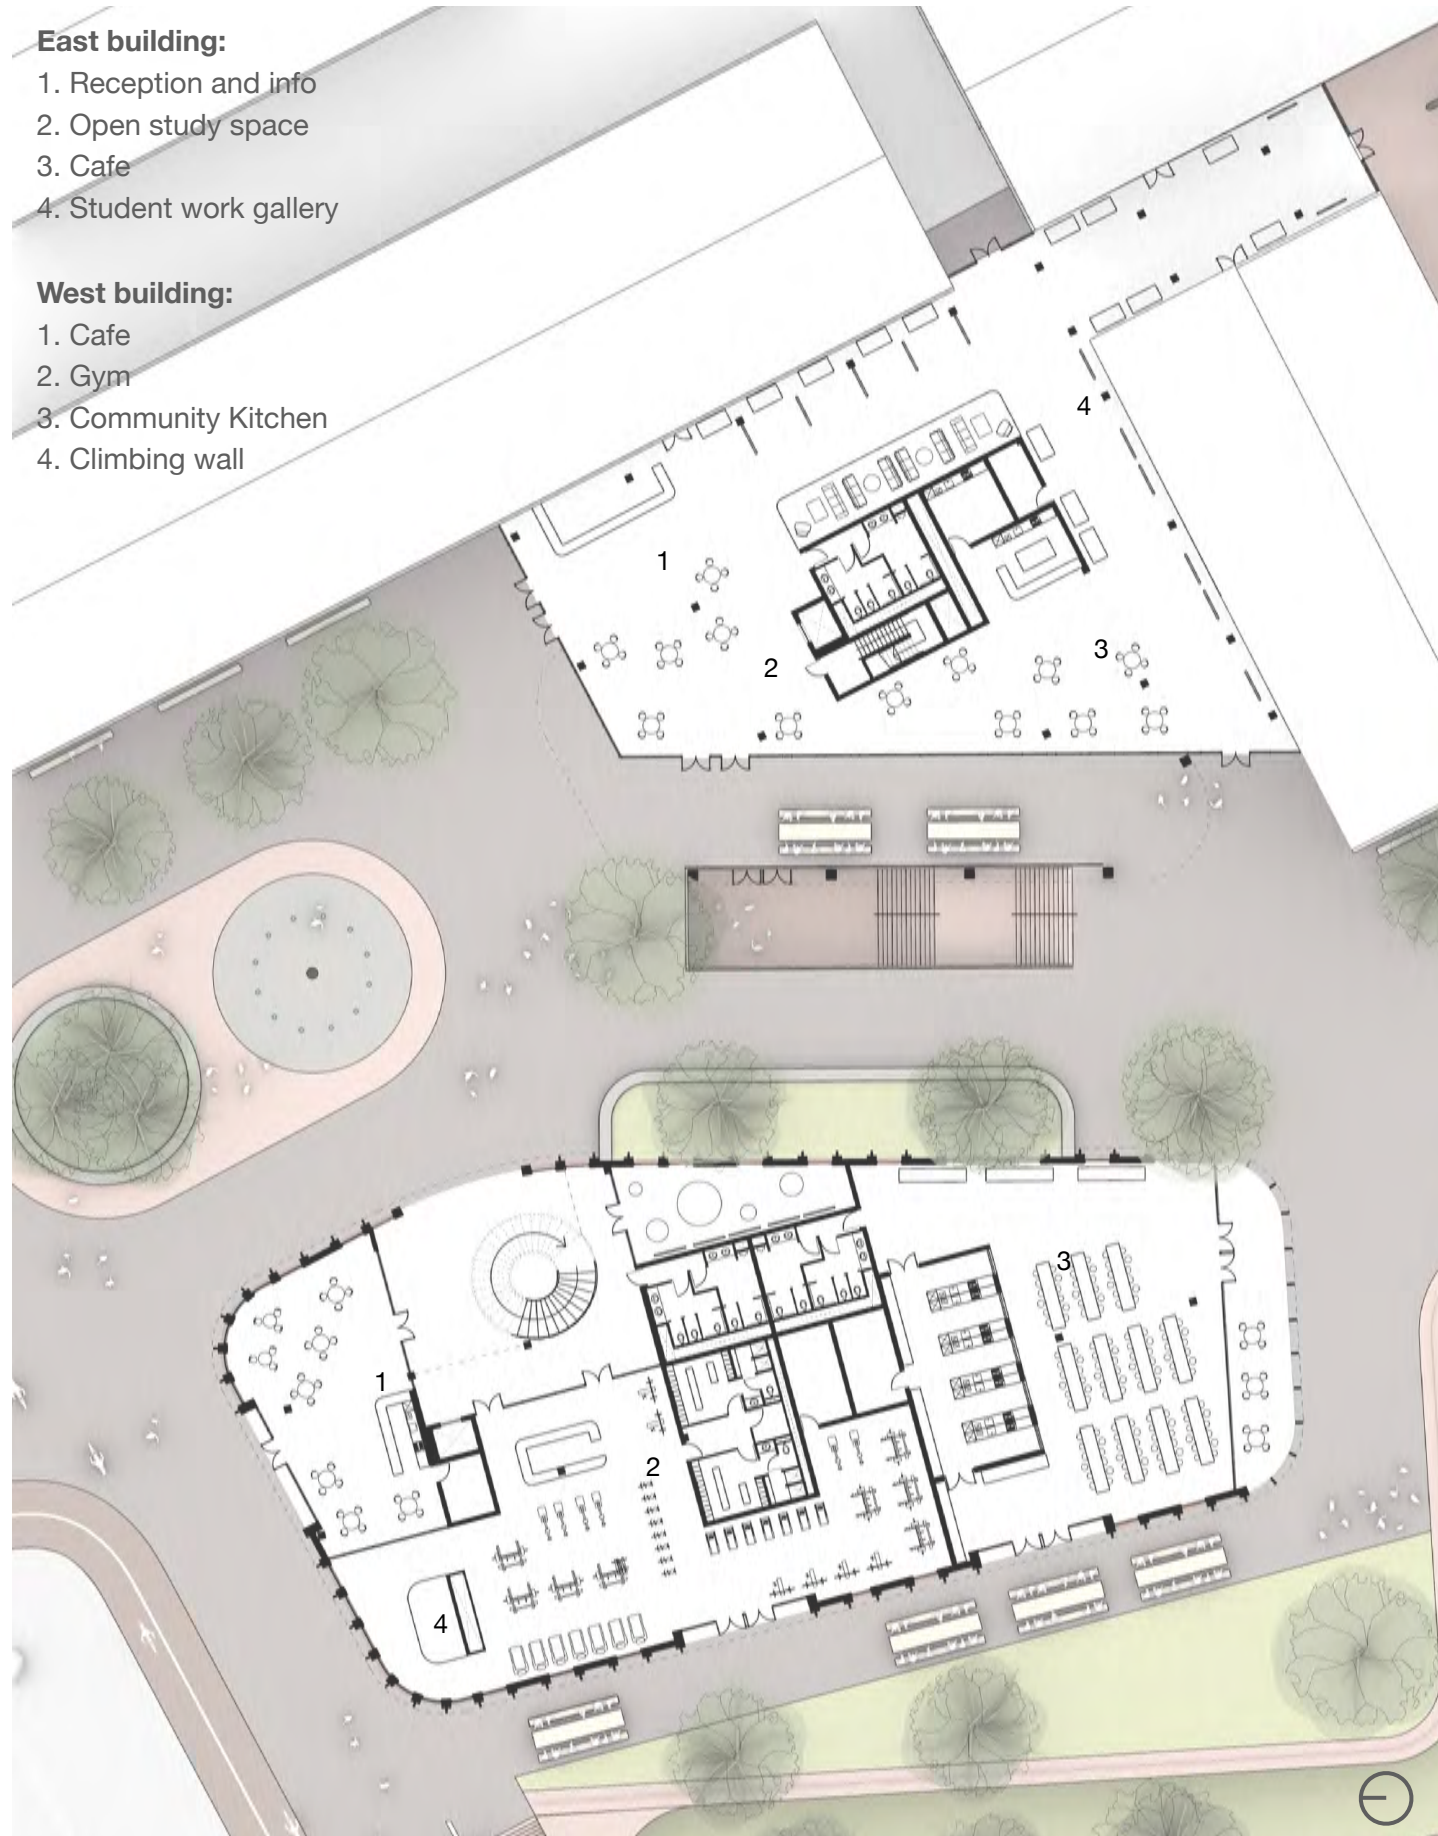 East building:
1. Reception and info
2. Open study space
3. Cafe
4. Student work gallery
West building:
1. Cafe
2. Gym
3. Community Kitchen
4. Climbing wall
4
1
3
2
3
1
2
4